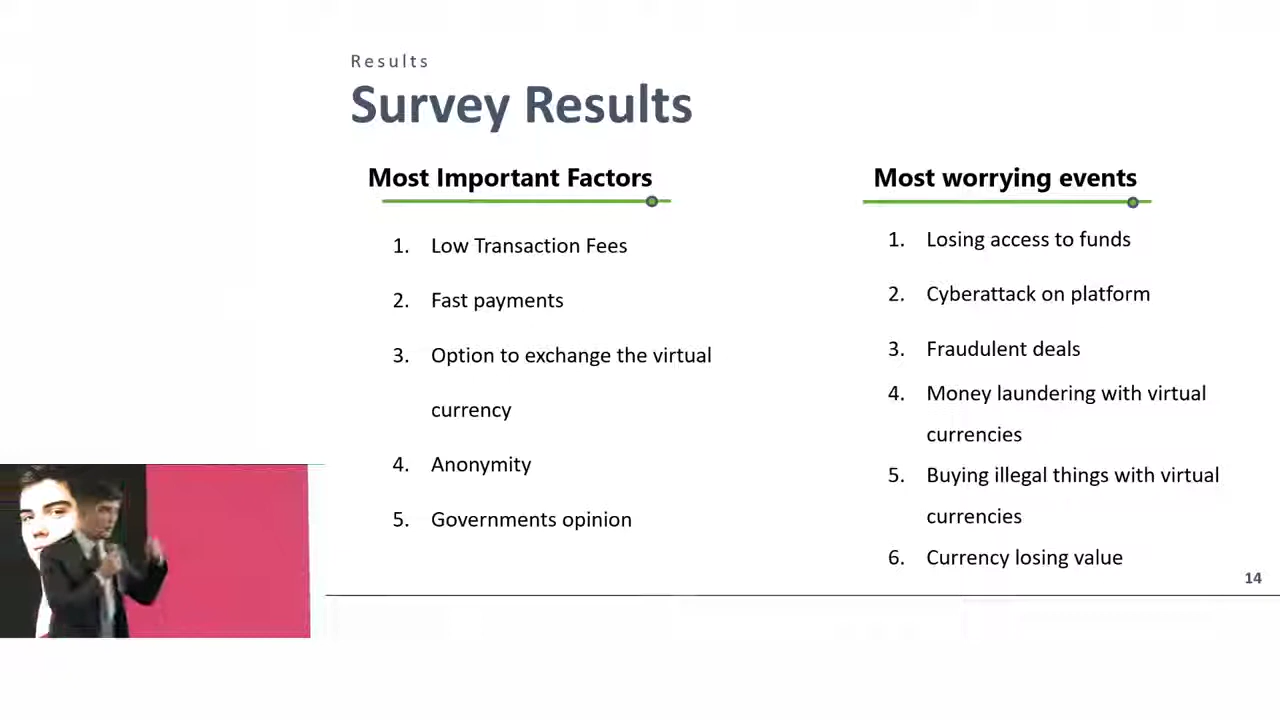 Results
Survey Results
Most Important Factors
1. Low Transaction Fees
2. Fast payments
3. Option to exchange the virtual
currency
4. Anonymity
5. Governments opinion
Most worrying events
1. Losing access to funds
2. Cyberattack on platform
3. Fraudulent deals
4. Money laundering with virtual
currencies
5. Buying illegal things with virtual
currencies
6. Currency losing value
14